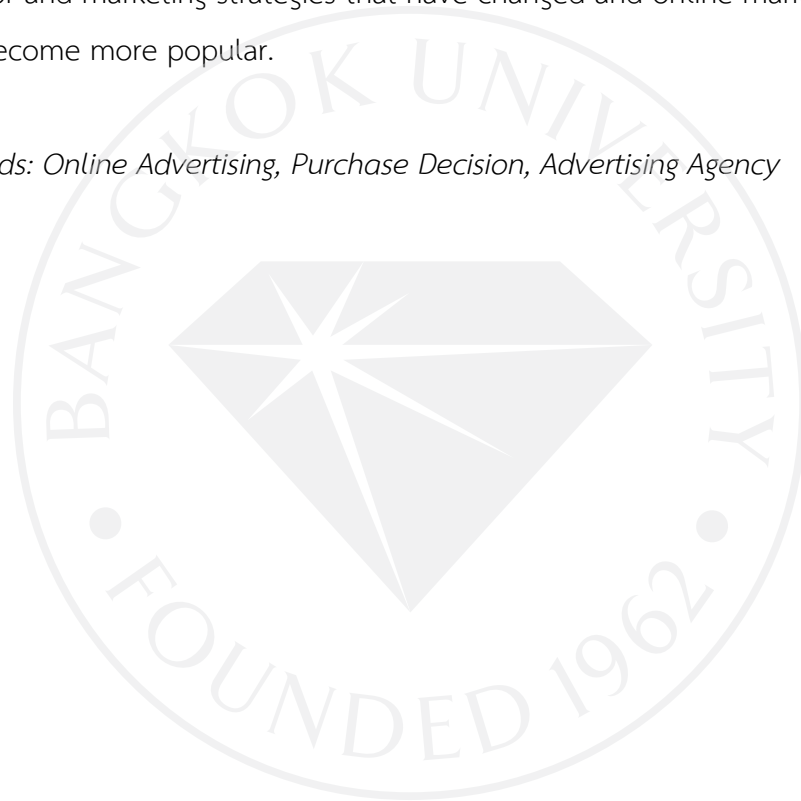 and marketing strategies that have changed and online
ecome more popular.
ds: Online Advertising, Purchase Decision, Advertising Agency
BANGKOK UNIVERSITY
FOUNDED 1962